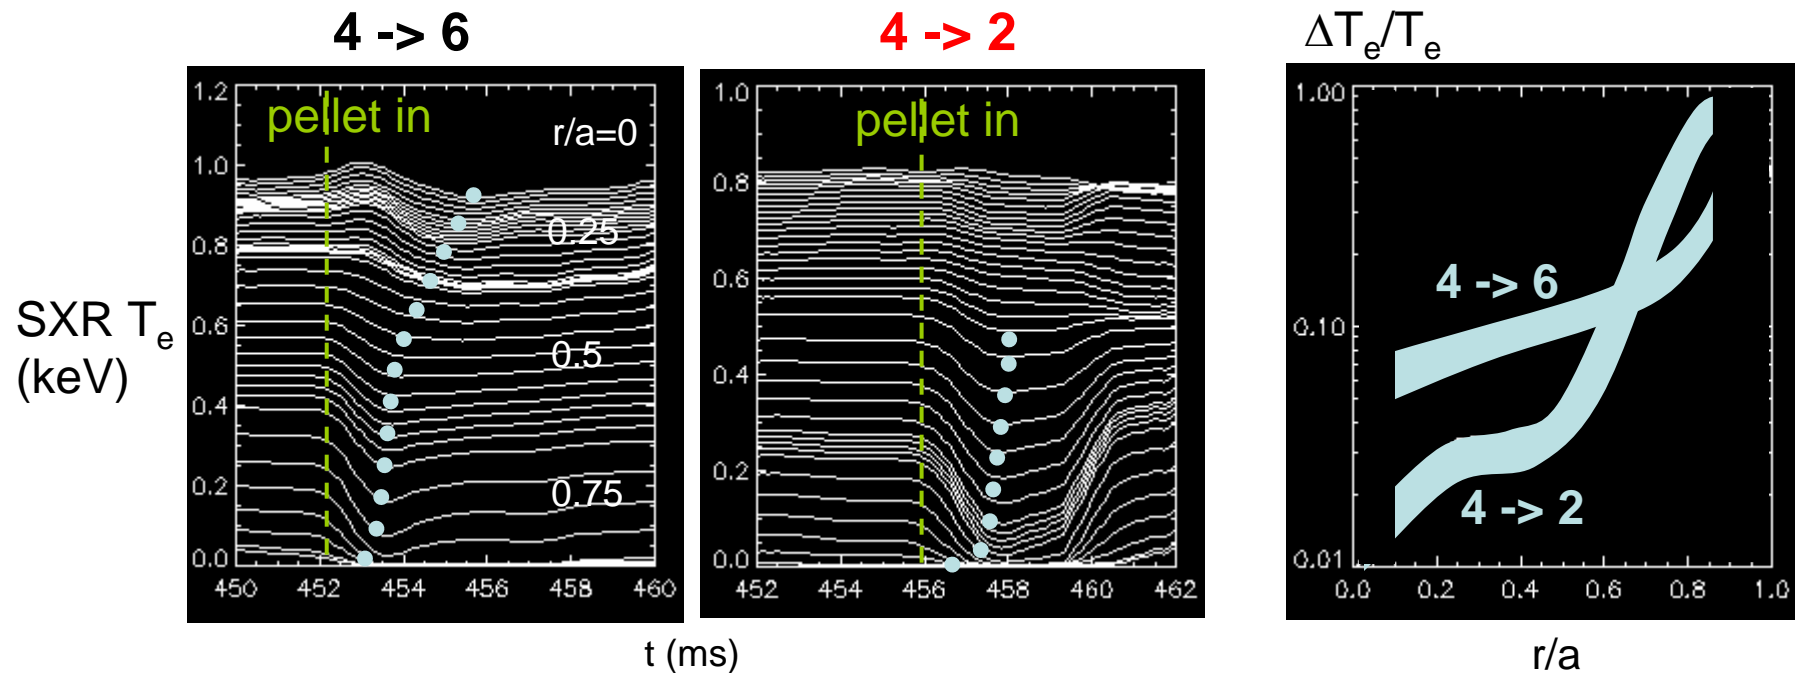 4 -> 6
4 -> 2
ΔTe/Te
SXR Te
(keV)
1.2
1.0
0.8
0.6
0.4
0.2
0.0
pellet in
r/a=0
0.25
0.5
0.75
450 452 454 456 458 460
1.0
0.8
0.6
0.4
0.2
0.0
pellet in
452 454 456 458 460 462
t (ms)
1.00
0.10
0.01
4 -> 6
4 -> 2
0.0 0.2 0.4 0.6 0.8 1.0
r/a